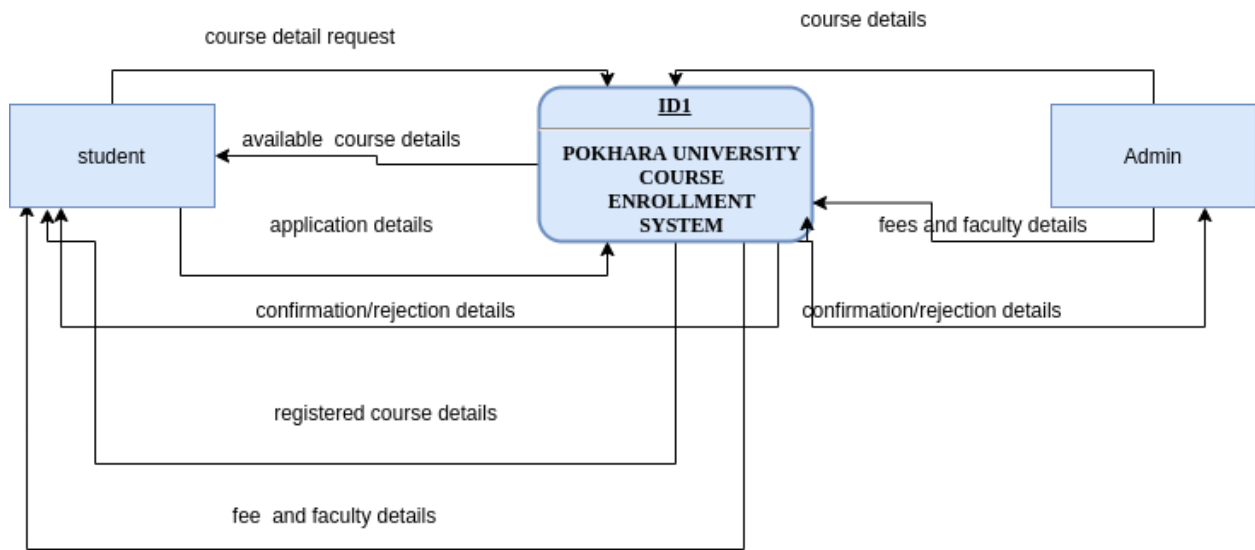 course details
course detail request
ID1
student
available course details
POKHARA UNIVERSITY
COURSE
ENROLLMENT
SYSTEM
Admin
application details
fees and faculty details
confirmation/rejection details
confirmation/rejection details
registered course details
fee and faculty details